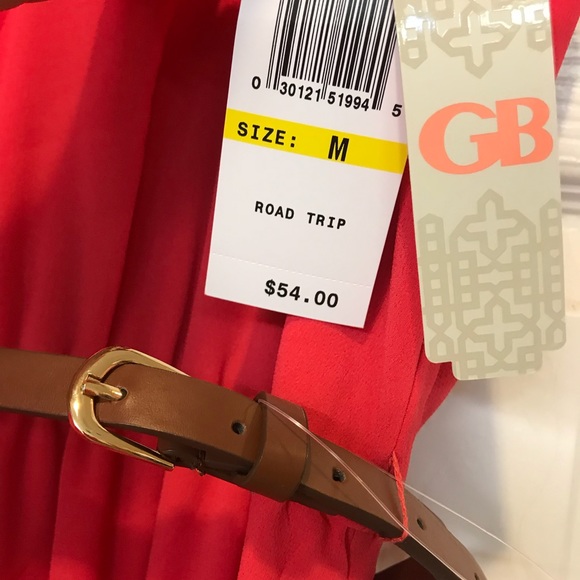 0 30121 51994 5
SIZE: M
ROAD TRIP
$54.00
GB